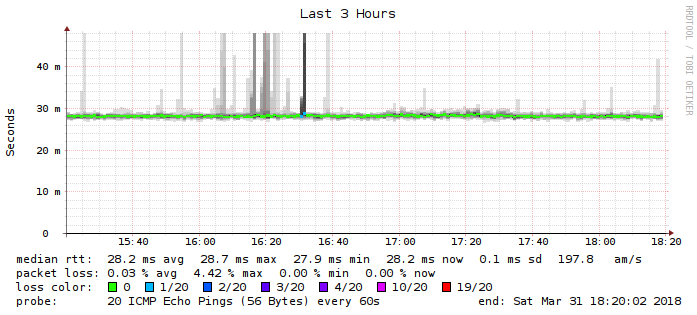 Last 3 Hours
RRDTOOL / TOBI OETIKER
Seconds
40 m
30 m
20 m
10 m
0
15:40 16:00 16:20 16:40 17:00 17:20 17:40 18:00 18:20
median rtt: 28.2 ms avg 28.7 ms max 27.9 ms min 28.2 ms now 0.1 ms sd 197.8 am/s
packet loss: 0.03 % avg 4.42 % max 0.00 % min 0.00 % now
loss color: 0 1/20 2/20 3/20 4/20 10/20 19/20
probe: 20 ICMP Echo Pings (56 Bytes) every 60s end: Sat Mar 31 18:20:02 2018